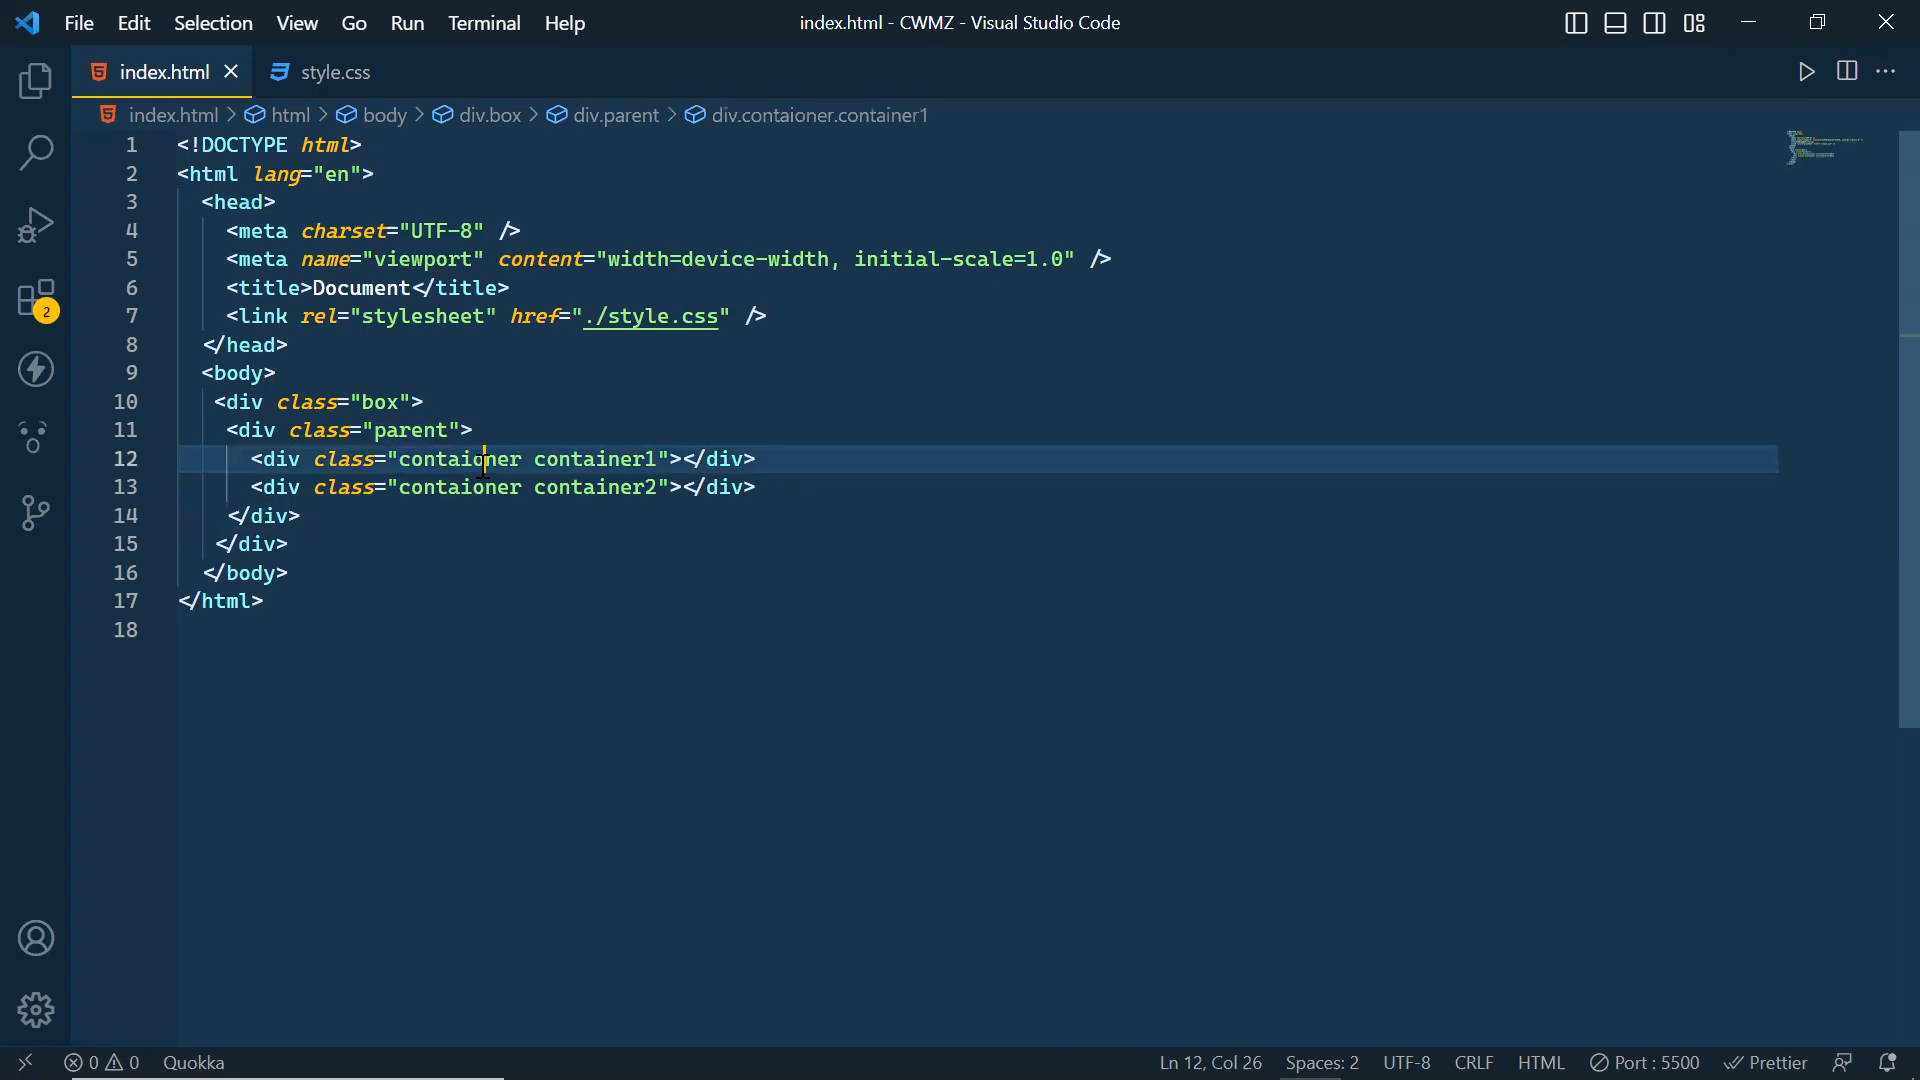 File Edit Selection View Go Run Terminal Help index.html - CWMZ - Visual Studio Code
index.html style.css
index.html > html > body > div.box > div.parent > div.contaioner.container1
1 <!DOCTYPE html>
2 <html lang="en">
3 <head>
4 <meta charset="UTF-8" />
5 <meta name="viewport" content="width=device-width, initial-scale=1.0" />
6 <title>Document</title>
7 <link rel="stylesheet" href="./style.css" />
8 </head>
9 <body>
10 <div class="box">
11 <div class="parent">
12 <div class="contaioner container1"></div>
13 <div class="contaioner container2"></div>
14 </div>
15 </div>
16 </body>
17 </html>
18
2
0 0 Quokka Ln 12, Col 26 Spaces: 2 UTF-8 CRLF HTML Port : 5500 Prettier